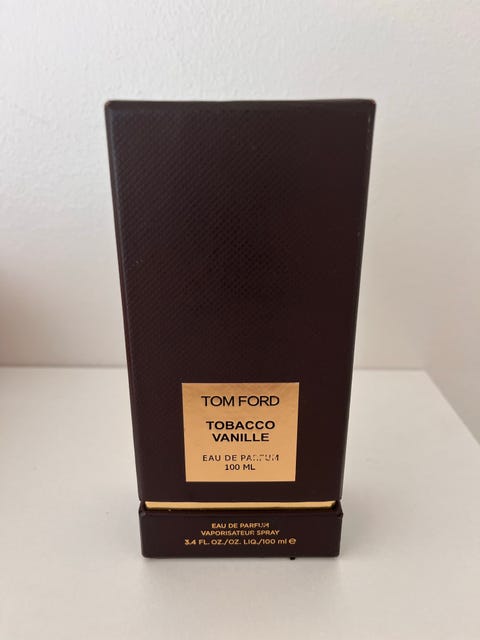 TOM FORD
TOBACCO
VANILLE
EAU DE PARFUM
100 ML
EAU DE PARFUM
VAPORISATEUR SPRAY
3.4 FL. OZ./OZ. LIQ./100 ml ℮